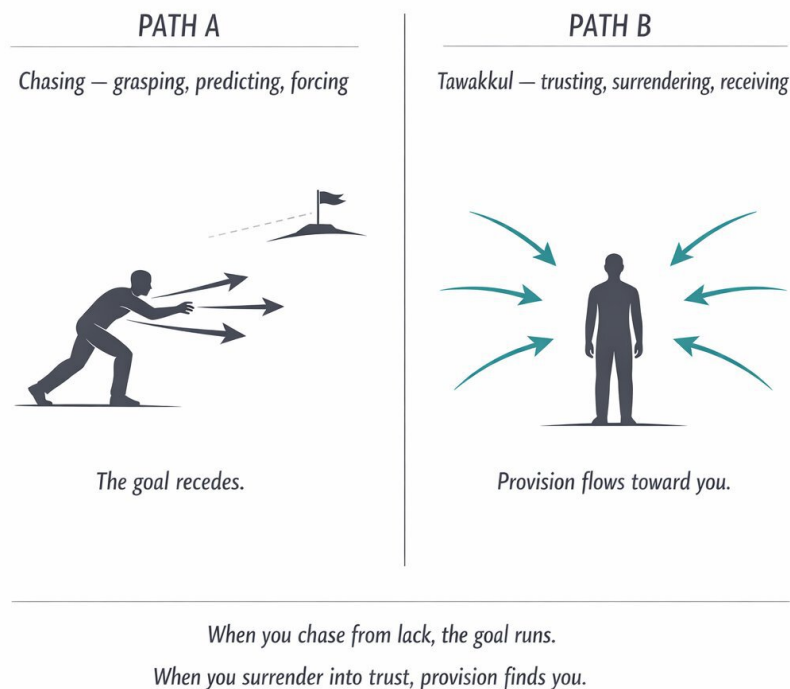 PATH A
Chasing — grasping, predicting, forcing
The goal recedes.
PATH B
Tawakkul — trusting, surrendering, receiving
Provision flows toward you.
When you chase from lack, the goal runs.
When you surrender into trust, provision finds you.